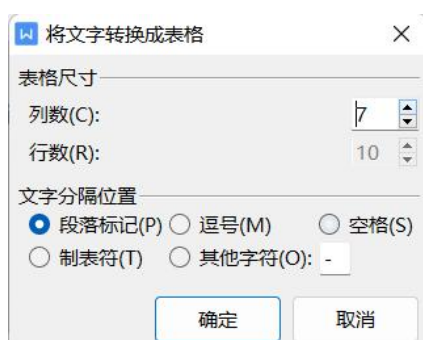 W 将文字转换成表格
表格尺寸
列数(C): 7
行数(R): 10
文字分隔位置
段落标记(P) 逗号(M) 空格(S)
制表符(T) 其他字符(O): -
确定 取消